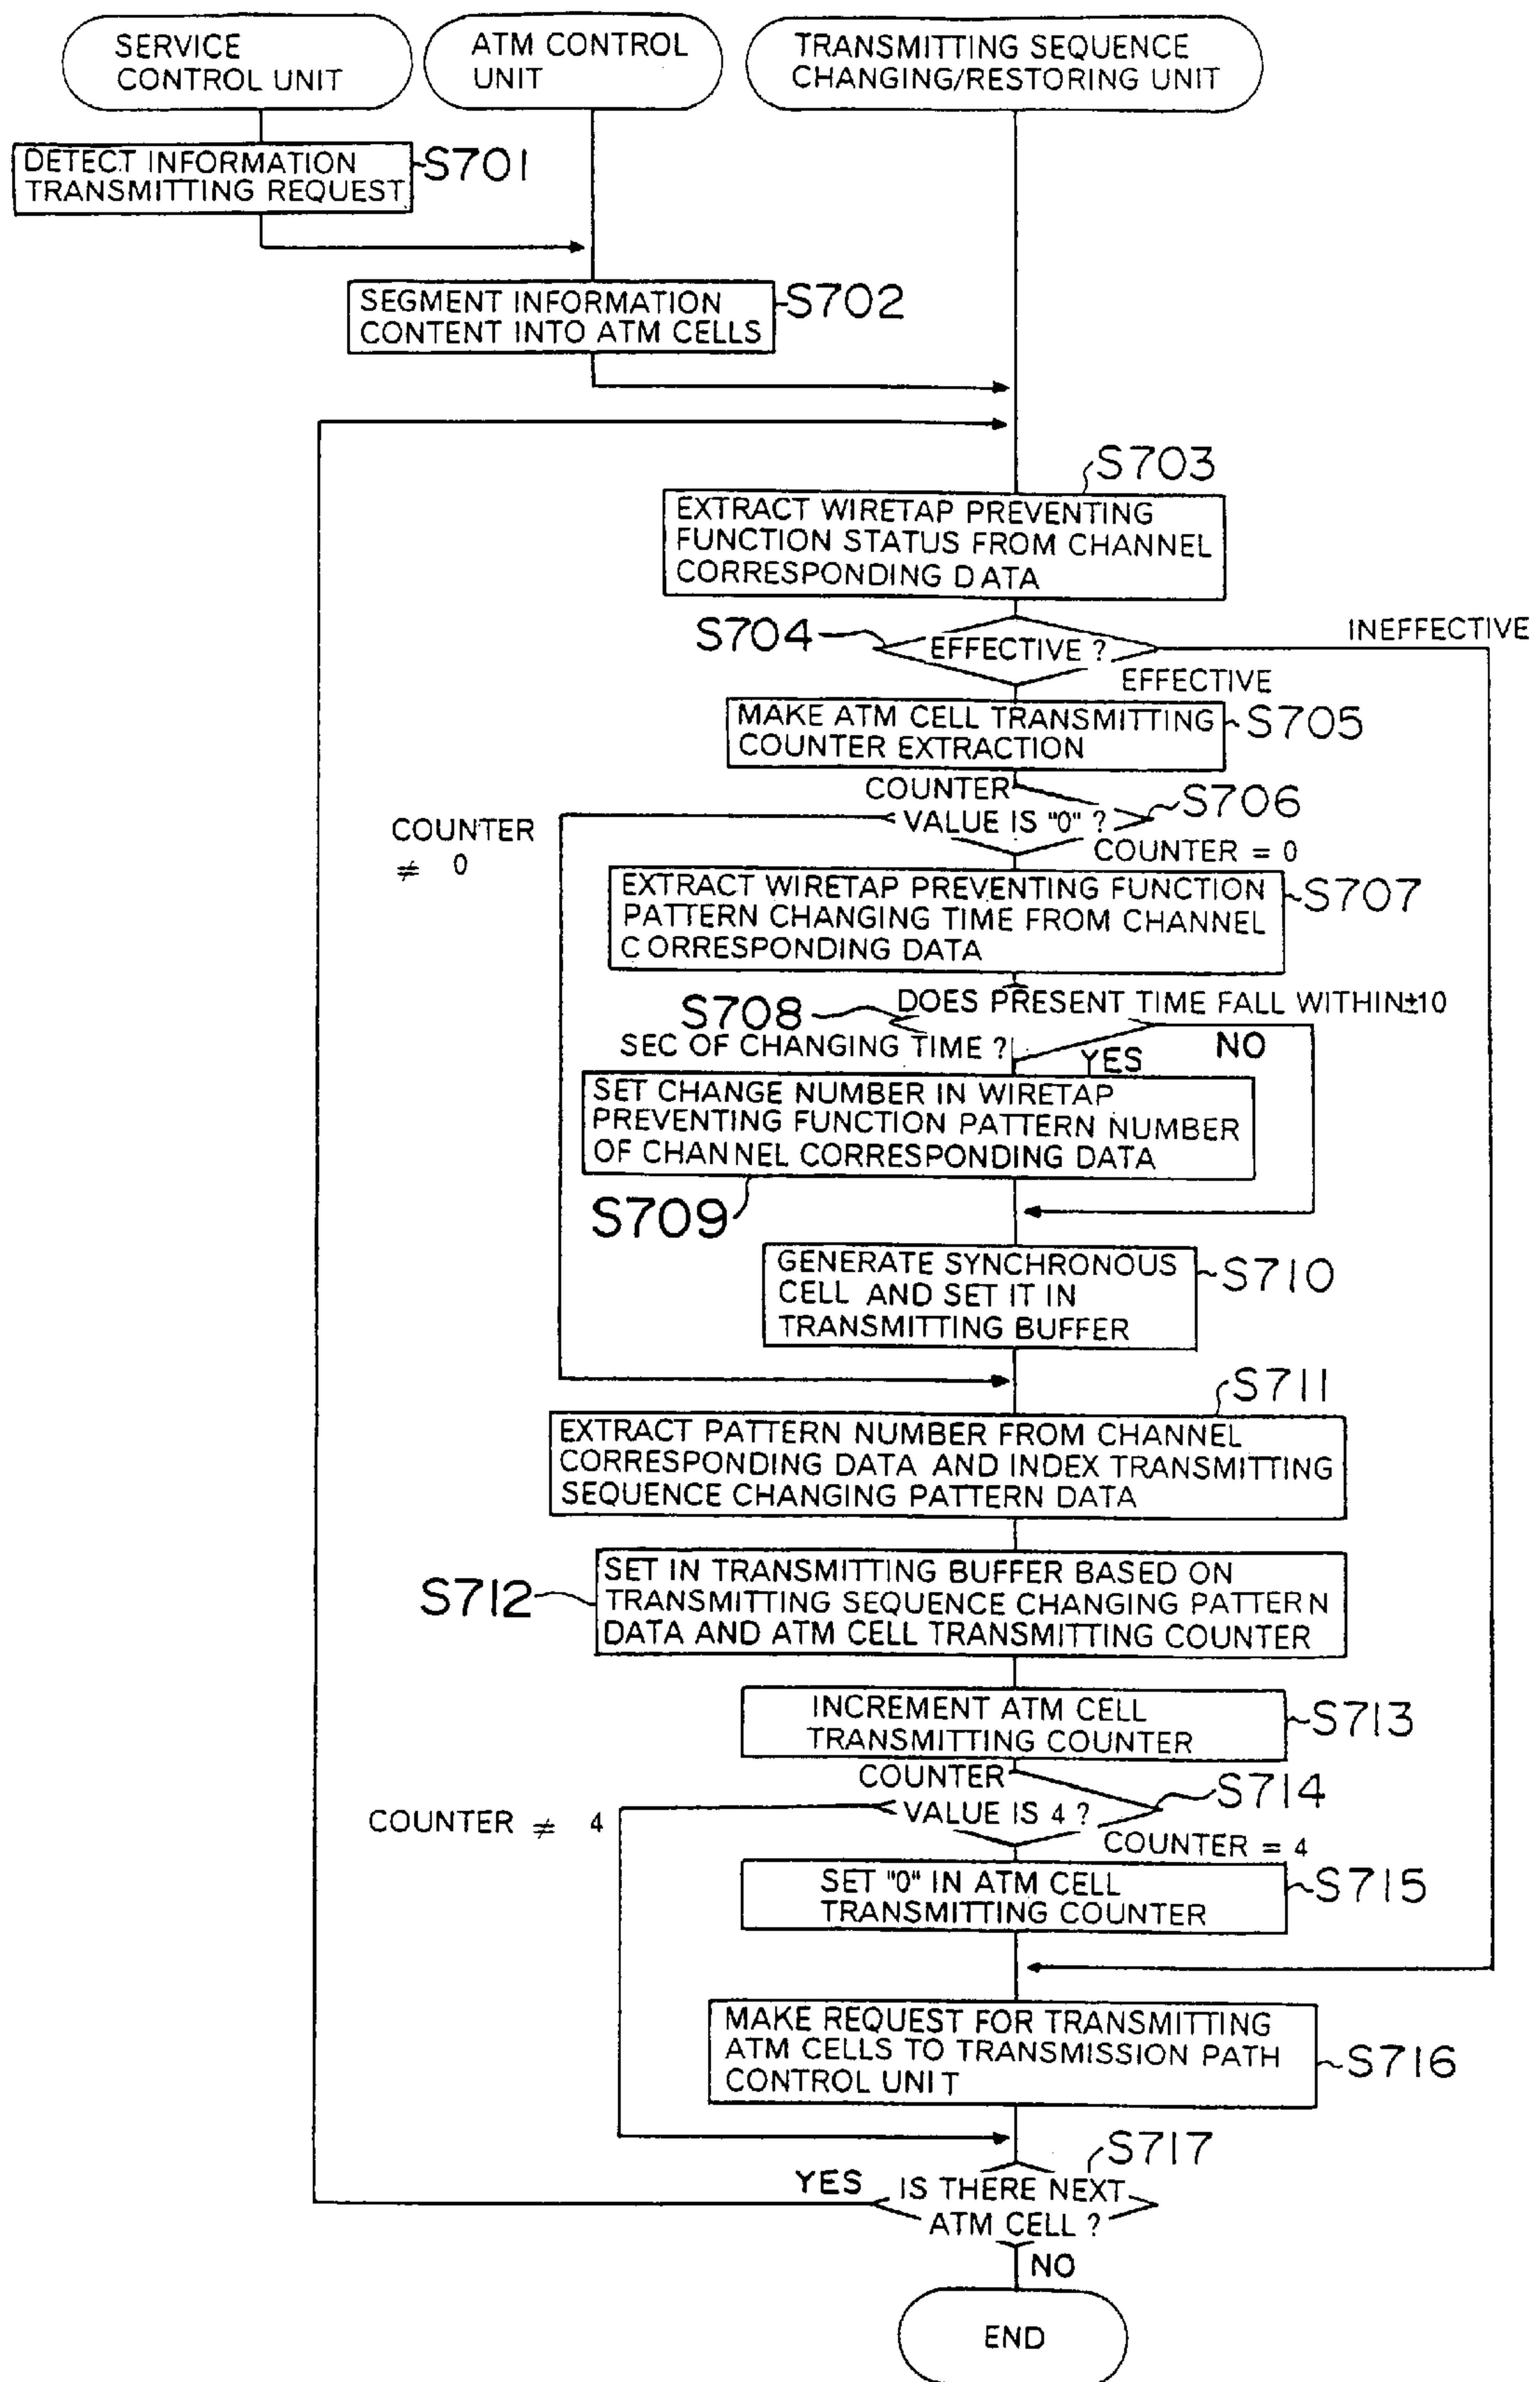 SERVICE
CONTROL UNIT
ATM CONTROL
UNIT
TRANSMITTING SEQUENCE
CHANGING/RESTORING UNIT
DETECT INFORMATION
TRANSMITTING REQUEST
S701
SEGMENT INFORMATION
CONTENT INTO ATM CELLS
S702
S703
EXTRACT WIRETAP PREVENTING
FUNCTION STATUS FROM CHANNEL
CORRESPONDING DATA
S704
EFFECTIVE ?
INEFFECTIVE
EFFECTIVE
MAKE ATM CELL TRANSMITTING
COUNTER EXTRACTION
S705
COUNTER
VALUE IS "0" ?
S706
COUNTER
≠ 0
COUNTER = 0
EXTRACT WIRETAP PREVENTING FUNCTION
PATTERN CHANGING TIME FROM CHANNEL
CORRESPONDING DATA
S707
S708
DOES PRESENT TIME FALL WITHIN±10
SEC OF CHANGING TIME ?
YES
NO
SET CHANGE NUMBER IN WIRETAP
PREVENTING FUNCTION PATTERN NUMBER
OF CHANNEL CORRESPONDING DATA
S709
GENERATE SYNCHRONOUS
CELL AND SET IT IN
TRANSMITTING BUFFER
S710
S711
EXTRACT PATTERN NUMBER FROM CHANNEL
CORRESPONDING DATA AND INDEX TRANSMITTING
SEQUENCE CHANGING PATTERN DATA
S712
SET IN TRANSMITTING BUFFER BASED ON
TRANSMITTING SEQUENCE CHANGING PATTERN
DATA AND ATM CELL TRANSMITTING COUNTER
INCREMENT ATM CELL
TRANSMITTING COUNTER
S713
COUNTER
VALUE IS 4 ?
S714
COUNTER ≠ 4
COUNTER = 4
SET "0" IN ATM CELL
TRANSMITTING COUNTER
S715
MAKE REQUEST FOR TRANSMITTING
ATM CELLS TO TRANSMISSION PATH
CONTROL UNIT
S716
S717
YES
IS THERE NEXT
ATM CELL ?
NO
END